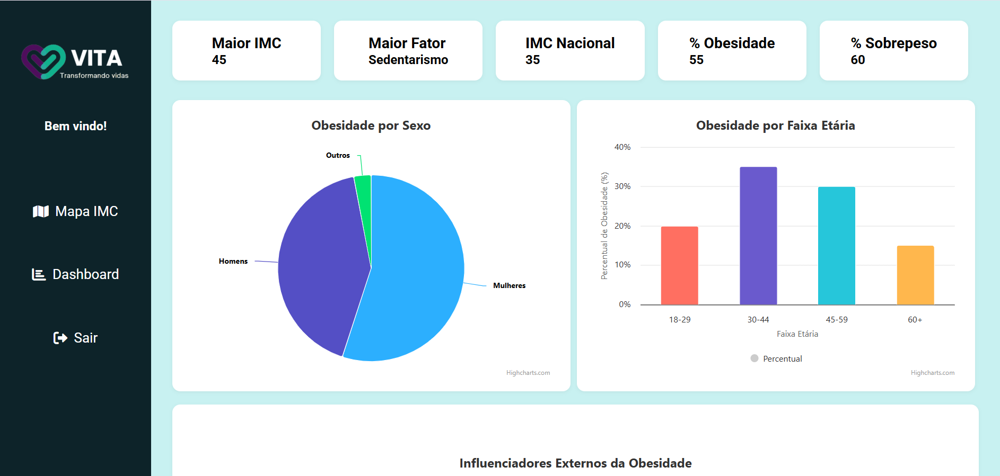 VITA
Transformando vidas
Bem vindo!
Mapa IMC
Dashboard
Sair
Maior IMC
45
Maior Fator
Sedentarismo
IMC Nacional
35
% Obesidade
55
% Sobrepeso
60
Obesidade por Sexo
Outros
Homens
Mulheres
Highcharts.com
Obesidade por Faixa Etária
Percentual de Obesidade (%)
40%
30%
20%
10%
0%
18-29 30-44 45-59 60+
Faixa Etária
Percentual
Highcharts.com
Influenciadores Externos da Obesidade